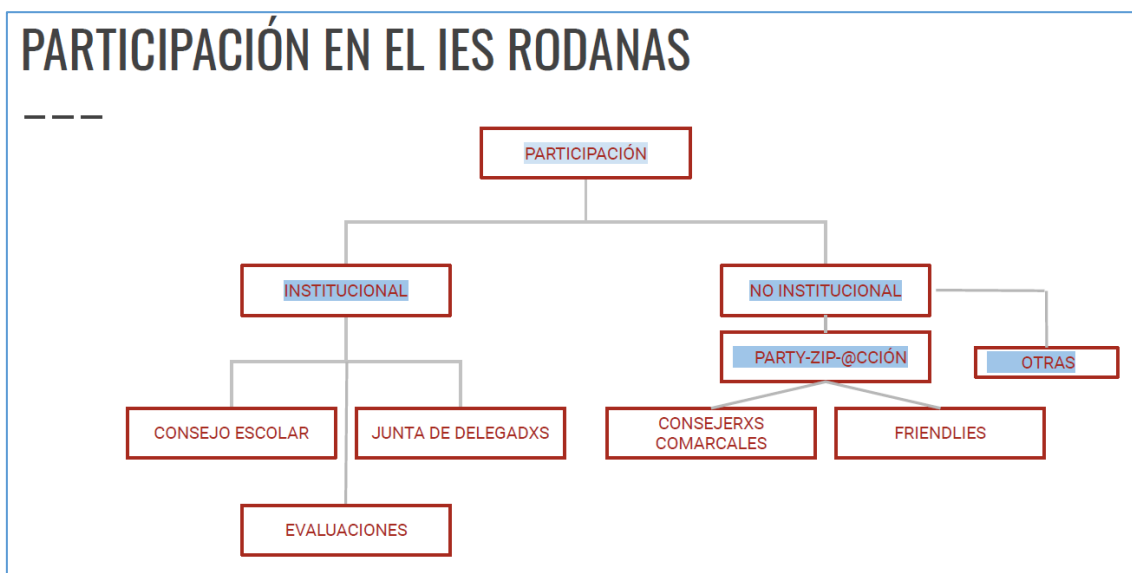 PARTICIPACIÓN EN EL IES RODANAS
PARTICIPACIÓN
INSTITUCIONAL
NO INSTITUCIONAL
PARTY-ZIP-@CCIÓN
OTRAS
CONSEJO ESCOLAR
JUNTA DE DELEGADXS
CONSEJERXS
COMARCALES
FRIENDLIES
EVALUACIONES